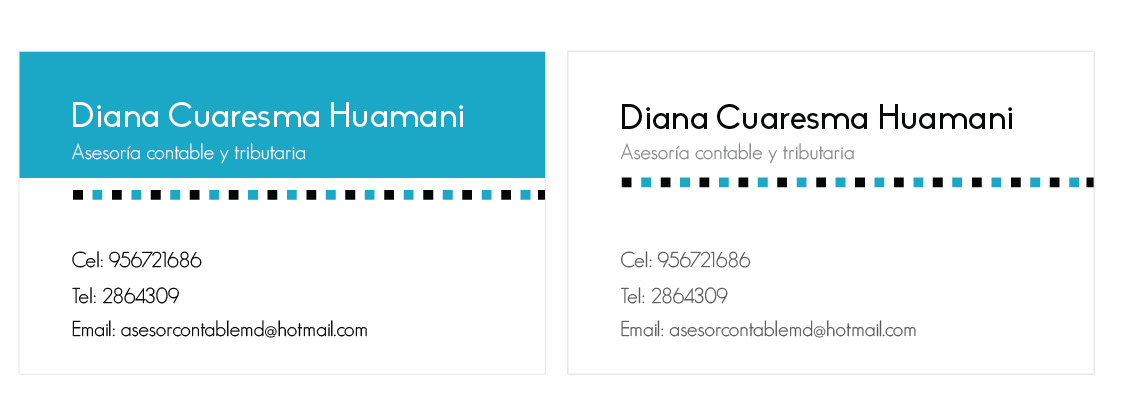 Diana Cuaresma Huamani
Asesoría contable y tributaria
Cel: 956721686
Tel: 2864309
Email: asesorcontablemd@hotmail.com
Diana Cuaresma Huamani
Asesoría contable y tributaria
Cel: 956721686
Tel: 2864309
Email: asesorcontablemd@hotmail.com